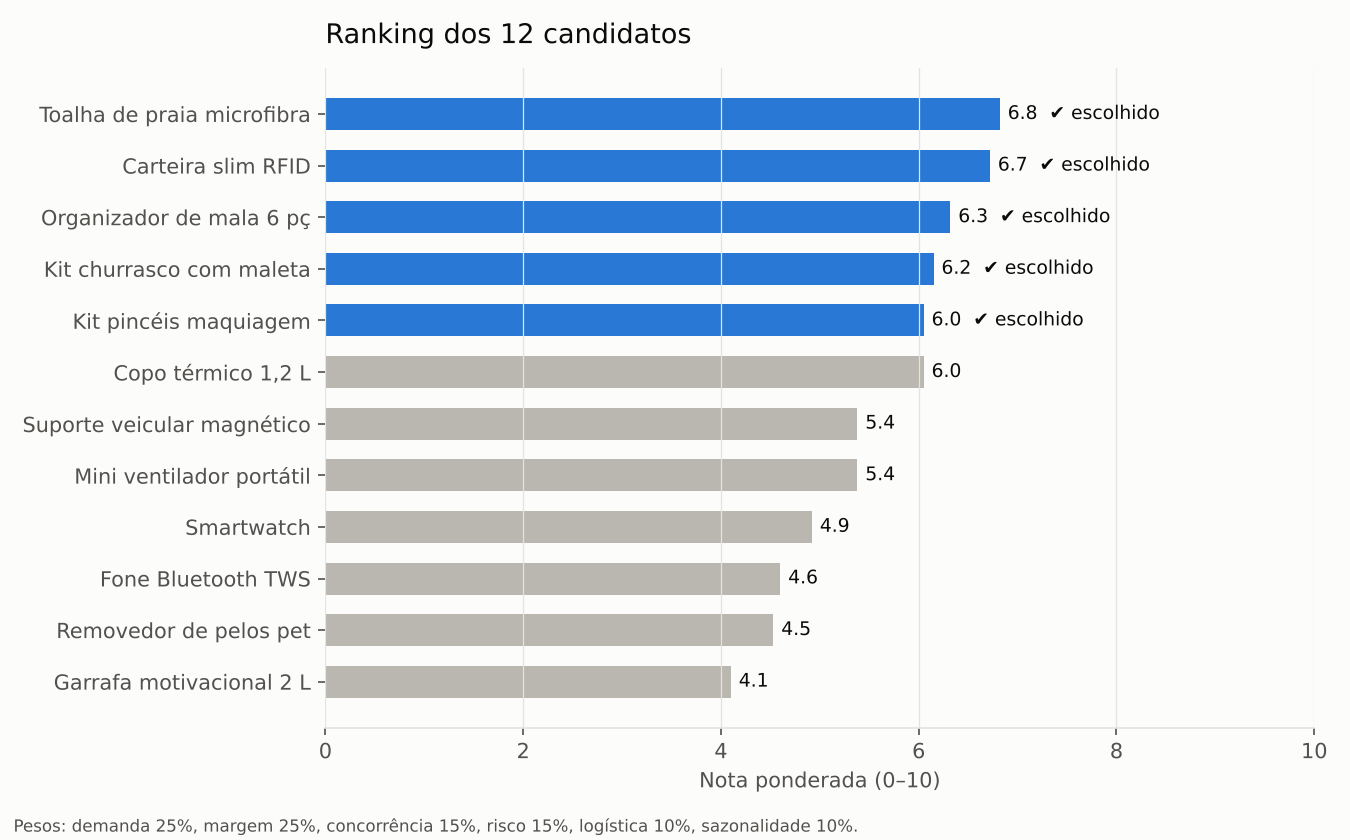 Ranking dos 12 candidatos
Toalha de praia microfibra 6.8 ✔ escolhido
Carteira slim RFID 6.7 ✔ escolhido
Organizador de mala 6 pç 6.3 ✔ escolhido
Kit churrasco com maleta 6.2 ✔ escolhido
Kit pincéis maquiagem 6.0 ✔ escolhido
Copo térmico 1,2 L 6.0
Suporte veicular magnético 5.4
Mini ventilador portátil 5.4
Smartwatch 4.9
Fone Bluetooth TWS 4.6
Removedor de pelos pet 4.5
Garrafa motivacional 2 L 4.1
0 2 4 6 8 10
Nota ponderada (0–10)
Pesos: demanda 25%, margem 25%, concorrência 15%, risco 15%, logística 10%, sazonalidade 10%.